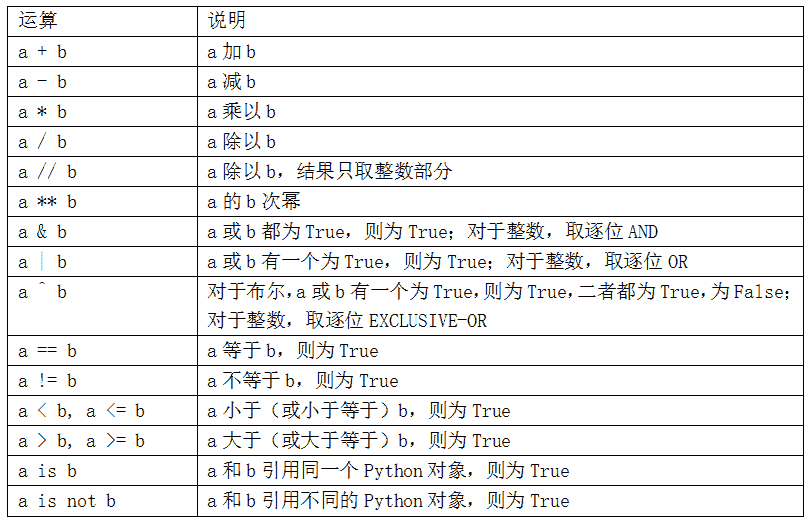 运算 说明
a + b a 加 b
a - b a 减 b
a * b a 乘以 b
a / b a 除以 b
a // b a 除以 b，结果只取整数部分
a ** b a 的 b 次幂
a & b a 或 b 都为 True，则为 True；对于整数，取逐位 AND
a | b a 或 b 有一个为 True，则为 True；对于整数，取逐位 OR
a ^ b 对于布尔，a 或 b 有一个为 True，则为 True，二者都为 True，为 False；
对于整数，取逐位 EXCLUSIVE-OR
a == b a 等于 b，则为 True
a != b a 不等于 b，则为 True
a < b, a <= b a 小于（或小于等于）b，则为 True
a > b, a >= b a 大于（或大于等于）b，则为 True
a is b a 和 b 引用同一个 Python 对象，则为 True
a is not b a 和 b 引用不同的 Python 对象，则为 True